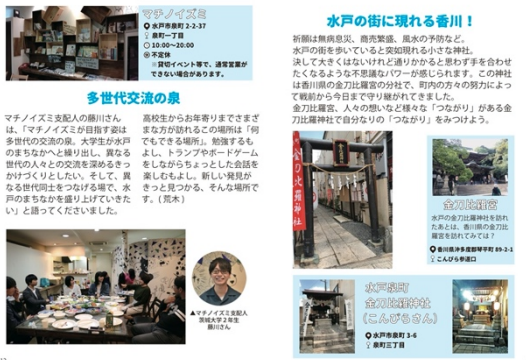 マチノイズミ
水戸市泉町2-2-37
泉町一丁目
10:00~20:00
不定休
※貸切イベント等で、通常営業が
できない場合があります。
多世代交流の泉
マチノイズミ支配人の藤川さん
は、「マチノイズミが目指す姿は
多世代の交流の泉。大学生が水戸
のまちなかへと繰り出し、異なる
世代の人々との交流を深めるきっ
かけづくりとしたい。そして、異
なる世代同士をつなげる場で、水
戸のまちなかを盛り上げていきた
い」と語ってくださいました。
高校生からお年寄りまでさまざ
まな方が訪れるこの場所は「何
でもできる場所」。勉強するも
よし、トランプやボードゲーム
をしながらちょっとした会話を
楽しむもよし。新しい発見が
きっと見つかる、そんな場所で
す。(荒木)
▲マチノイズミ支配人
茨城大学2年生
藤川さん
水戸の街に現れる香川！
祈願は無病息災、商売繁盛、風水の予防など。
水戸の街を歩いていると突如現れる小さな神社。
決して大きくはないけれど通りかかると思わず手を合わせ
たくなるような不思議なパワーが感じられます。この神社
は香川県の金刀比羅宮の分社で、町内の方々の努力によっ
て戦前から今日まで守り継がれてきました。
金刀比羅宮、人々の想いなど様々な「つながり」がある金
刀比羅神社で自分なりの「つながり」をみつけよう。
金刀比羅神社
金刀比羅宮
水戸の金刀比羅神社を訪れ
たあとは、香川県の金刀比
羅宮を訪れてみては？
香川県仲多度郡琴平町 892-1
こんぴら参道口
水戸泉町
金刀比羅神社
（こんぴらさん）
水戸市泉町 3-6
泉町三丁目